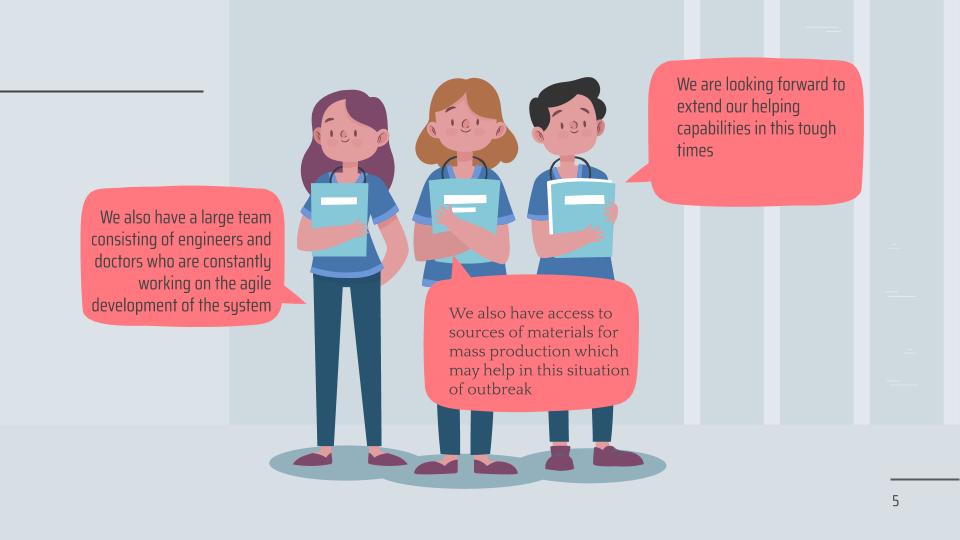 We also have a large team
consisting of engineers and
doctors who are constantly
working on the agile
development of the system
We also have access to
sources of materials for
mass production which
may help in this situation
of outbreak
We are looking forward to
extend our helping
capabilities in this tough
times
5